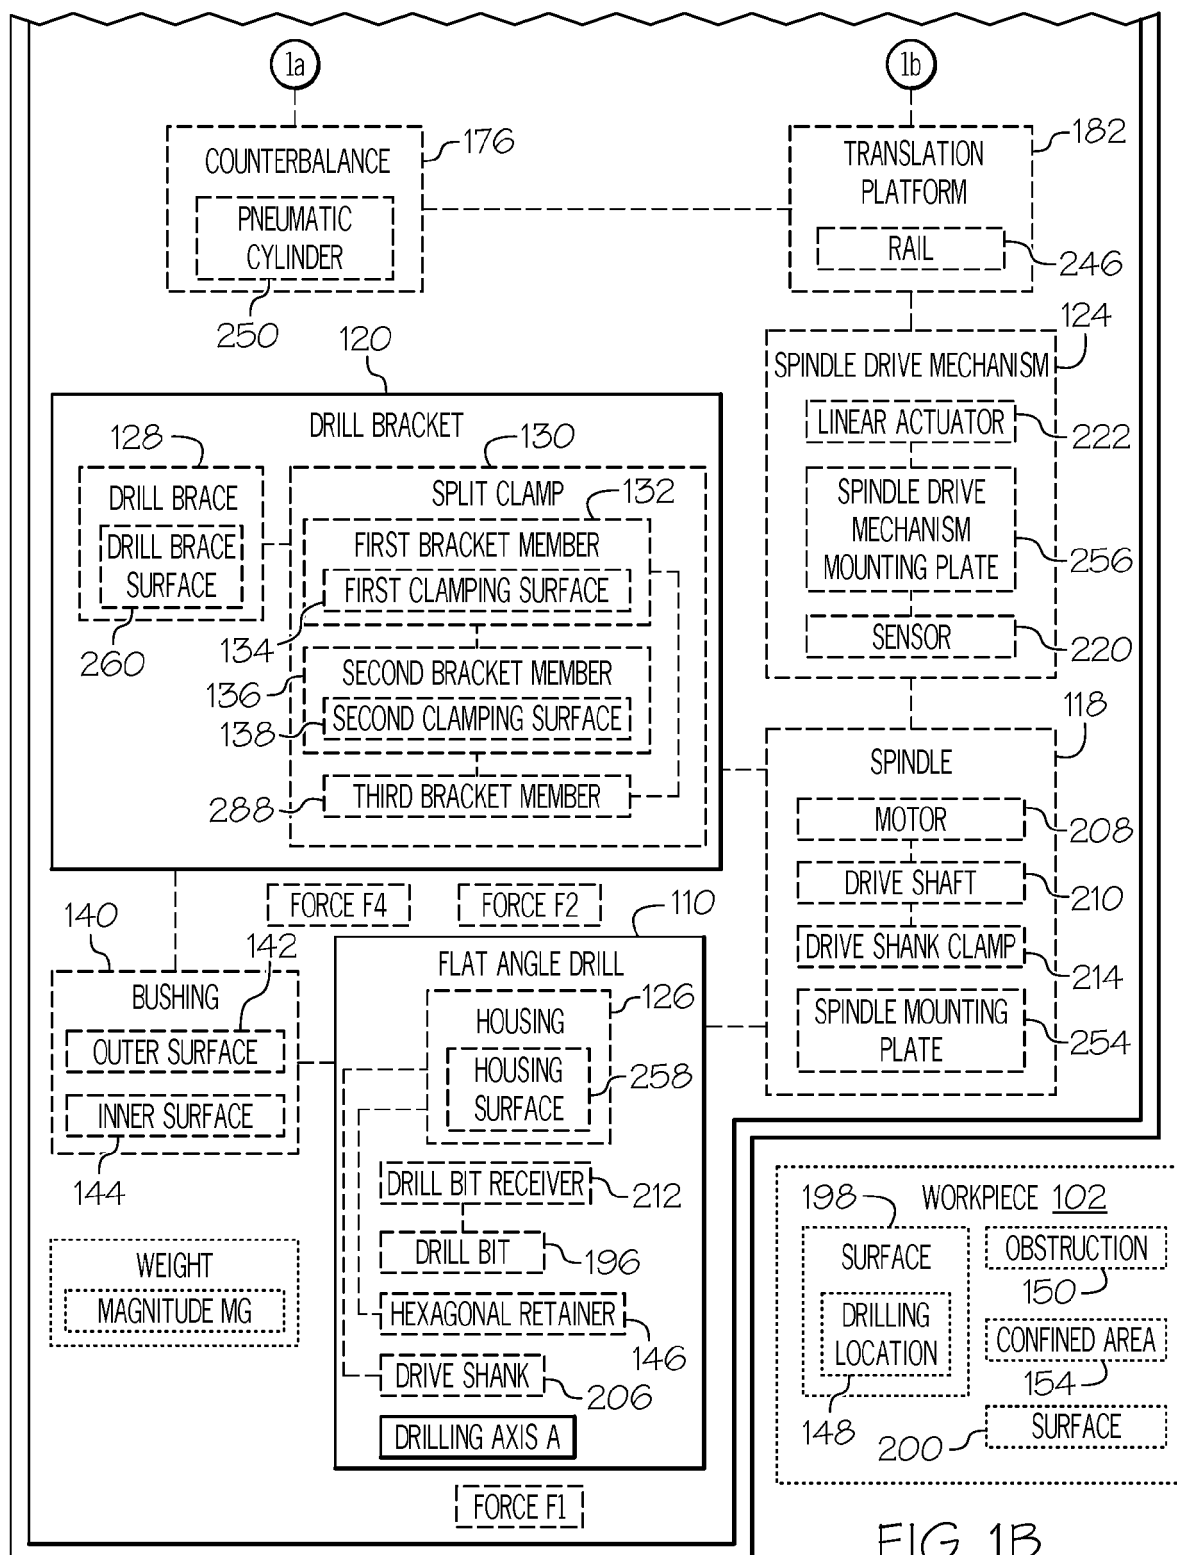 1a
1b
COUNTERBALANCE
176
PNEUMATIC
CYLINDER
250
TRANSLATION
PLATFORM
182
RAIL
246
120
124
DRILL BRACKET
128
DRILL BRACE
DRILL BRACE
SURFACE
260
130
SPLIT CLAMP
132
FIRST BRACKET MEMBER
FIRST CLAMPING SURFACE
134
SECOND BRACKET MEMBER
136
SECOND CLAMPING SURFACE
138
THIRD BRACKET MEMBER
288
SPINDLE DRIVE MECHANISM
LINEAR ACTUATOR
222
SPINDLE DRIVE
MECHANISM
MOUNTING PLATE
256
SENSOR
220
118
SPINDLE
MOTOR
208
DRIVE SHAFT
210
DRIVE SHANK CLAMP
214
SPINDLE MOUNTING
PLATE
254
FORCE F4
FORCE F2
110
140
BUSHING
142
OUTER SURFACE
INNER SURFACE
144
FLAT ANGLE DRILL
126
HOUSING
HOUSING
SURFACE
258
DRILL BIT RECEIVER
212
DRILL BIT
196
HEXAGONAL RETAINER
146
DRIVE SHANK
206
DRILLING AXIS A
WEIGHT
MAGNITUDE MG
FORCE F1
WORKPIECE 102
198
SURFACE
DRILLING
LOCATION
148
OBSTRUCTION
150
CONFINED AREA
154
SURFACE
200
FIG. 1B